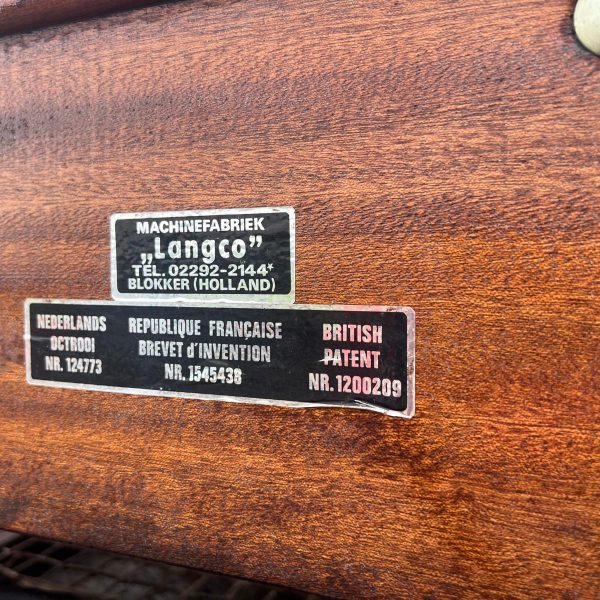 MACHINEFABRIEK
„Langco”
TEL. 02292-2144*
BLOKKER (HOLLAND)
NEDERLANDS
OCTROOI
NR. 124773
REPUBLIQUE FRANÇAISE
BREVET d'INVENTION
NR. 1545438
BRITISH
PATENT
NR. 1200209